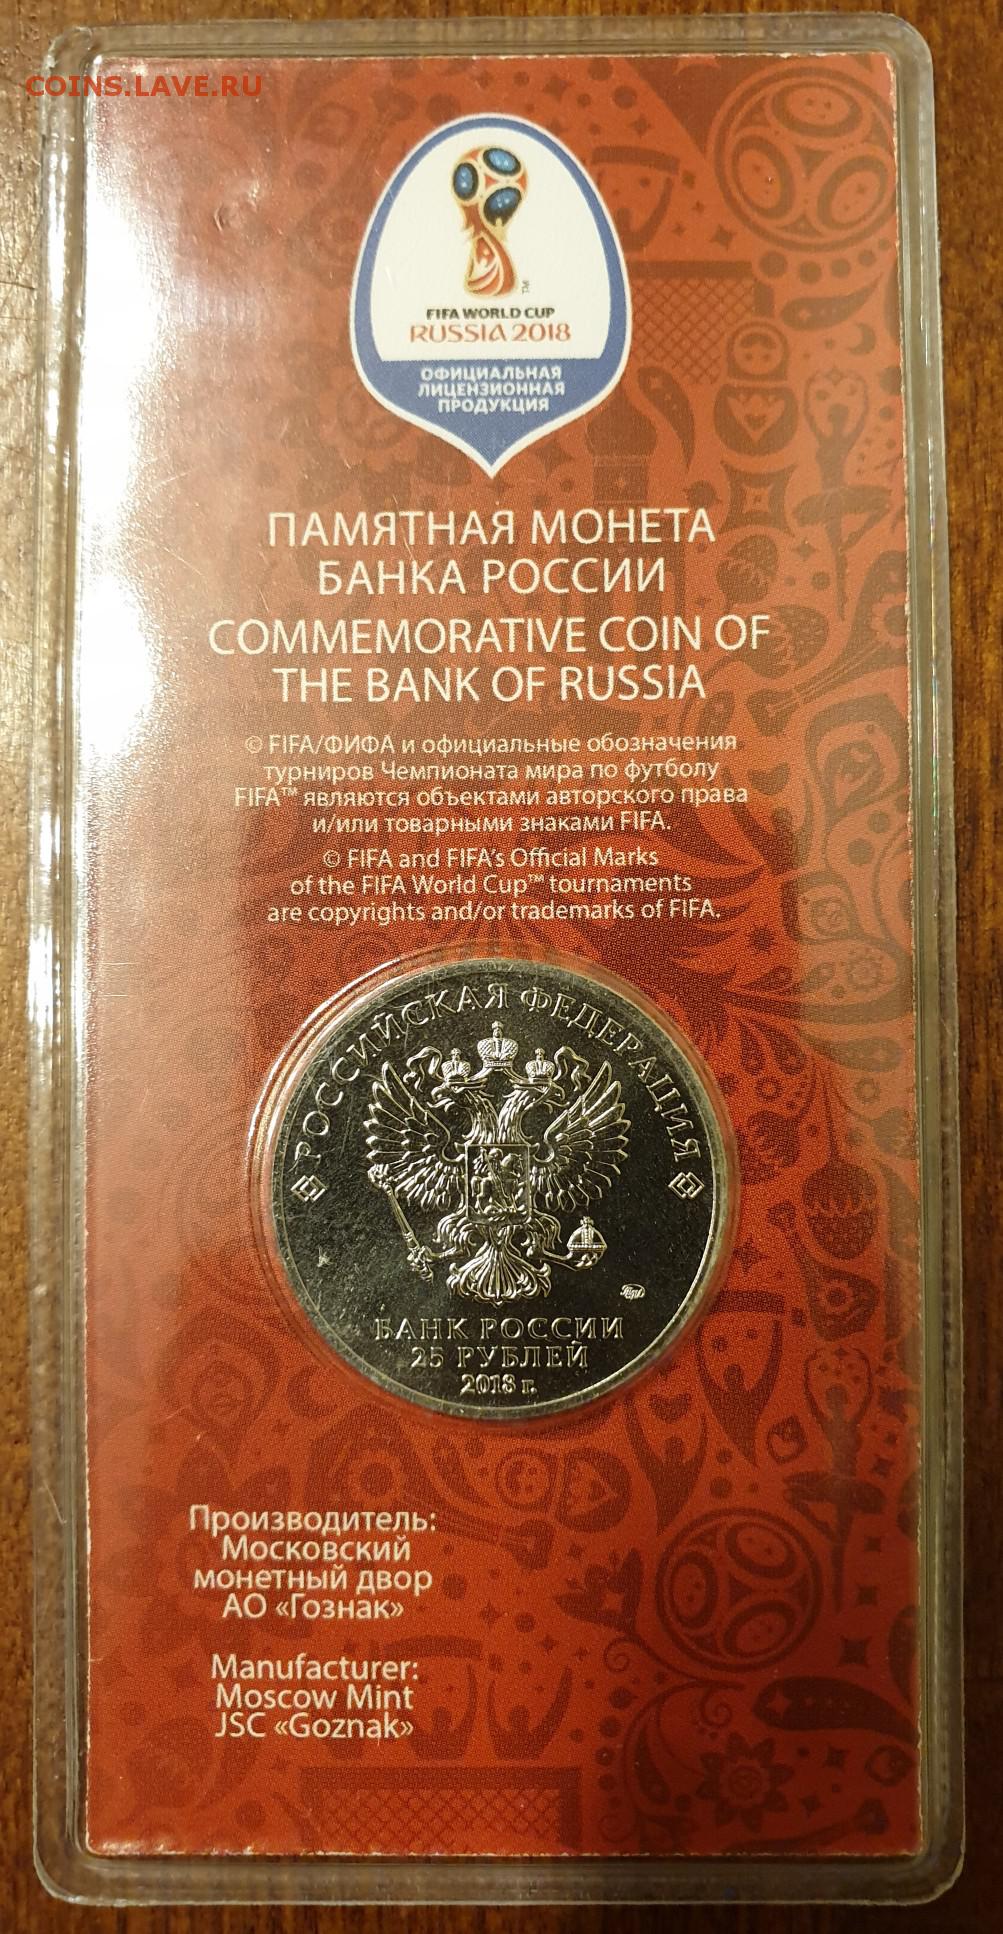 COINS.LAVE.RU
FIFA WORLD CUP
RUSSIA 2018
ОФИЦИАЛЬНАЯ
ЛИЦЕНЗИОННАЯ
ПРОДУКЦИЯ
ПАМЯТНАЯ МОНЕТА
БАНКА РОССИИ
COMMEMORATIVE COIN OF
THE BANK OF RUSSIA
© FIFA/ФИФА и официальные обозначения
турниров Чемпионата мира по футболу
FIFA™ являются объектами авторского права
и/или товарными знаками FIFA.
© FIFA and FIFA's Official Marks
of the FIFA World Cup™ tournaments
are copyrights and/or trademarks of FIFA.
РОССИЙСКАЯ ФЕДЕРАЦИЯ
БАНК РОССИИ
25 РУБЛЕЙ
2018 г.
Производитель:
Московский
монетный двор
АО «Гознак»
Manufacturer:
Moscow Mint
JSC «Goznak»